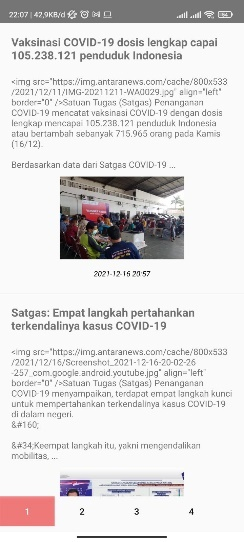 22:07 | 42,9KB/d
Vaksinasi COVID-19 dosis lengkap capai
105.238.121 penduduk Indonesia
<img src="https://img.antaranews.com/cache/800x533
/2021/12/11/IMG-20211211-WA0029.jpg" align="left"
border="0" />Satuan Tugas (Satgas) Penanganan
COVID-19 mencatat vaksinasi COVID-19 dengan dosis
lengkap mencapai 105.238.121 penduduk Indonesia
atau bertambah sebanyak 715.965 orang pada Kamis
(16/12).
Berdasarkan data dari Satgas COVID-19 ...
2021-12-16 20:57
Satgas: Empat langkah pertahankan
terkendalinya kasus COVID-19
<img src="https://img.antaranews.com/cache/800x533
/2021/12/16/Screenshot_2021-12-16-20-02-26
-257_com.google.android.youtube.jpg" align="left"
border="0" />Satuan Tugas (Satgas) Penanganan
COVID-19 menyampaikan, terdapat empat langkah kunci
untuk mempertahankan terkendalinya kasus COVID-19
di dalam negeri.
&#160;
&#34;Keempat langkah itu, yakni mengendalikan
mobilitas, ...
1 2 3 4